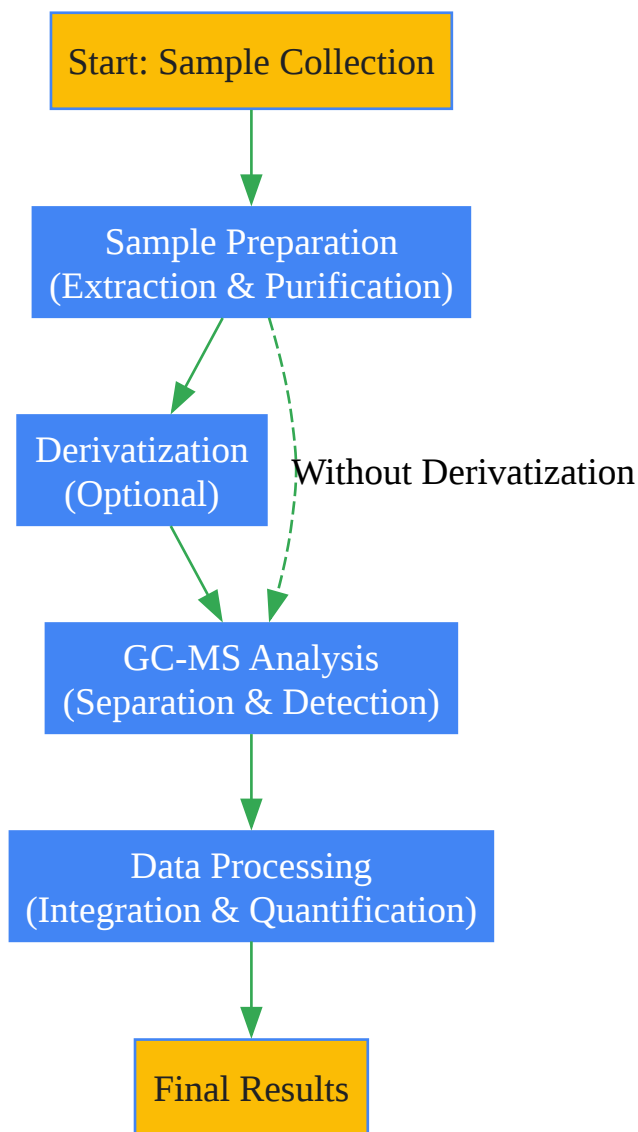 Start: Sample Collection
Sample Preparation
(Extraction & Purification)
Derivatization
(Optional)
Without Derivatization
GC-MS Analysis
(Separation & Detection)
Data Processing
(Integration & Quantification)
Final Results